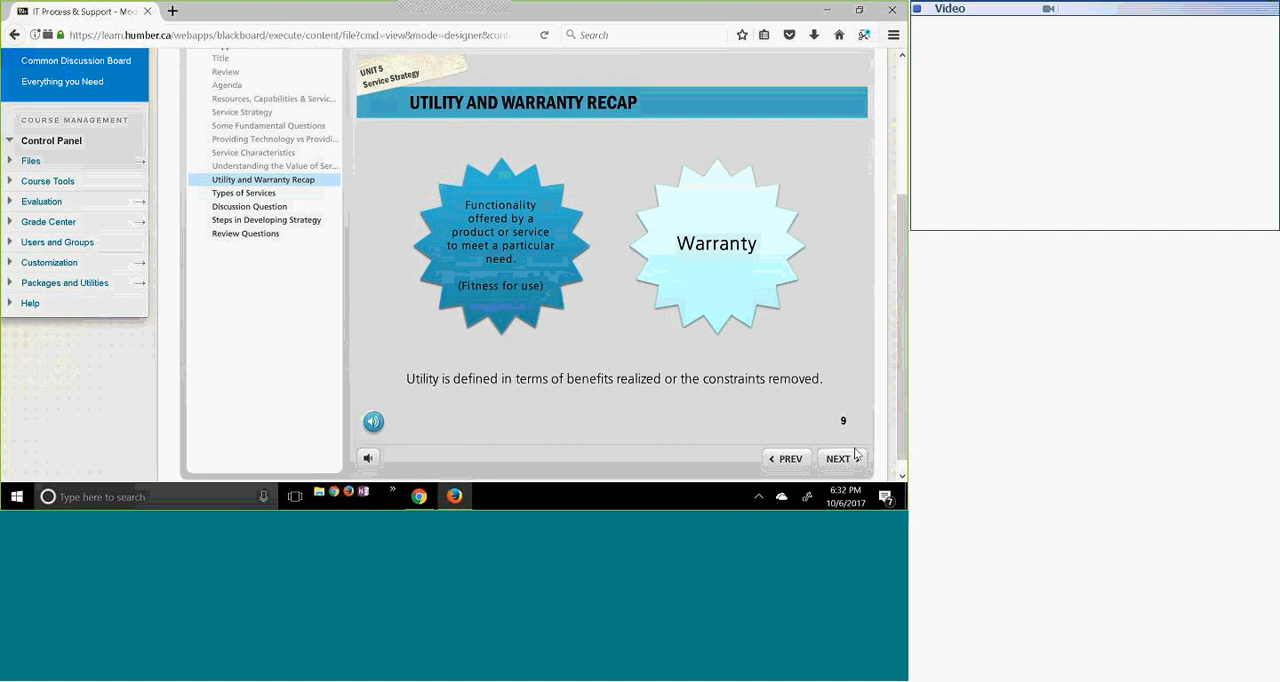 IT Process & Support - Mod
Video
https://learn.humber.ca/webapps/blackboard/execute/content/file?cmd=view&mode=designer&cont
Search
Common Discussion Board
Everything you Need
COURSE MANAGEMENT
Control Panel
Files
Course Tools
Evaluation
Grade Center
Users and Groups
Customization
Packages and Utilities
Help
Title
Review
Agenda
Resources, Capabilities & Servic...
Service Strategy
Some Fundamental Questions
Providing Technology vs Providi...
Service Characteristics
Understanding the Value of Ser...
Utility and Warranty Recap
Types of Services
Discussion Question
Steps in Developing Strategy
Review Questions
UNIT 5
Service Strategy
UTILITY AND WARRANTY RECAP
Functionality
offered by a
product or service
to meet a particular
need.
(Fitness for use)
Warranty
Utility is defined in terms of benefits realized or the constraints removed.
9
PREV
NEXT
Type here to search
6:32 PM
10/6/2017
7